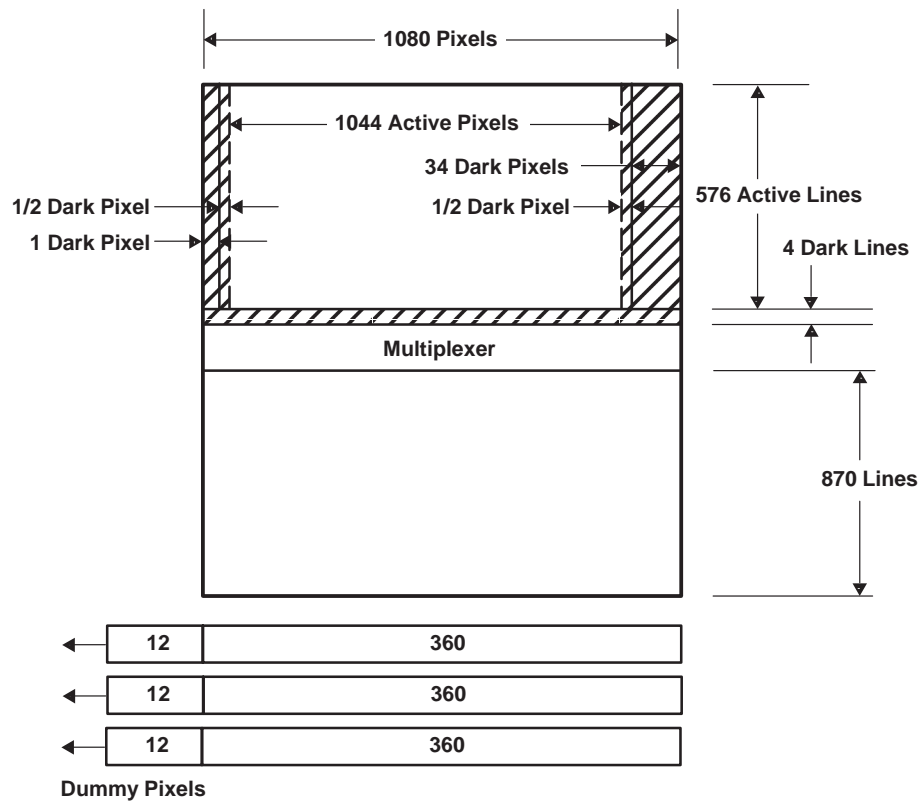 1080 Pixels
1044 Active Pixels
34 Dark Pixels
576 Active Lines
1/2 Dark Pixel
1/2 Dark Pixel
1 Dark Pixel
4 Dark Lines
Multiplexer
870 Lines
12
360
12
360
12
360
Dummy Pixels